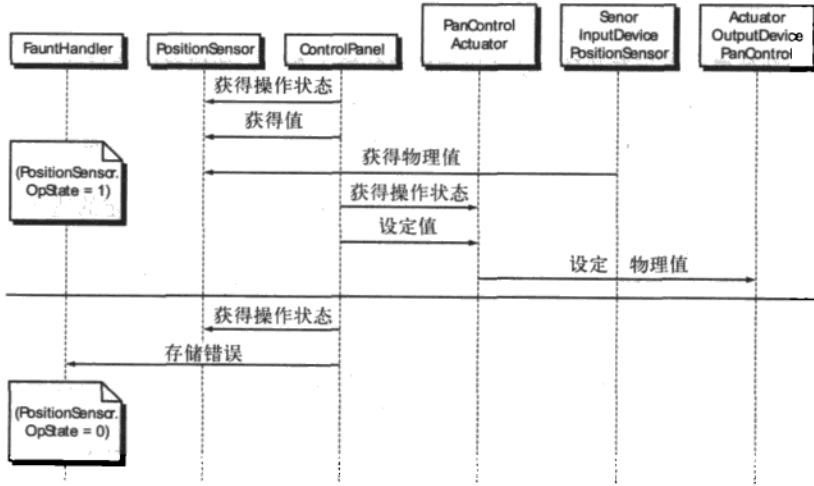 FauntHandler
PositionSensor
ControlPanel
PanControl
Actuator
Senor
InputDevice
PositionSensor
Actuator
OutputDevice
PanControl
获得操作状态
获得值
(PositionSensor.
OpState = 1)
获得物理值
获得操作状态
设定值
设定 物理值
获得操作状态
存储错误
(PositionSensor.
OpState = 0)